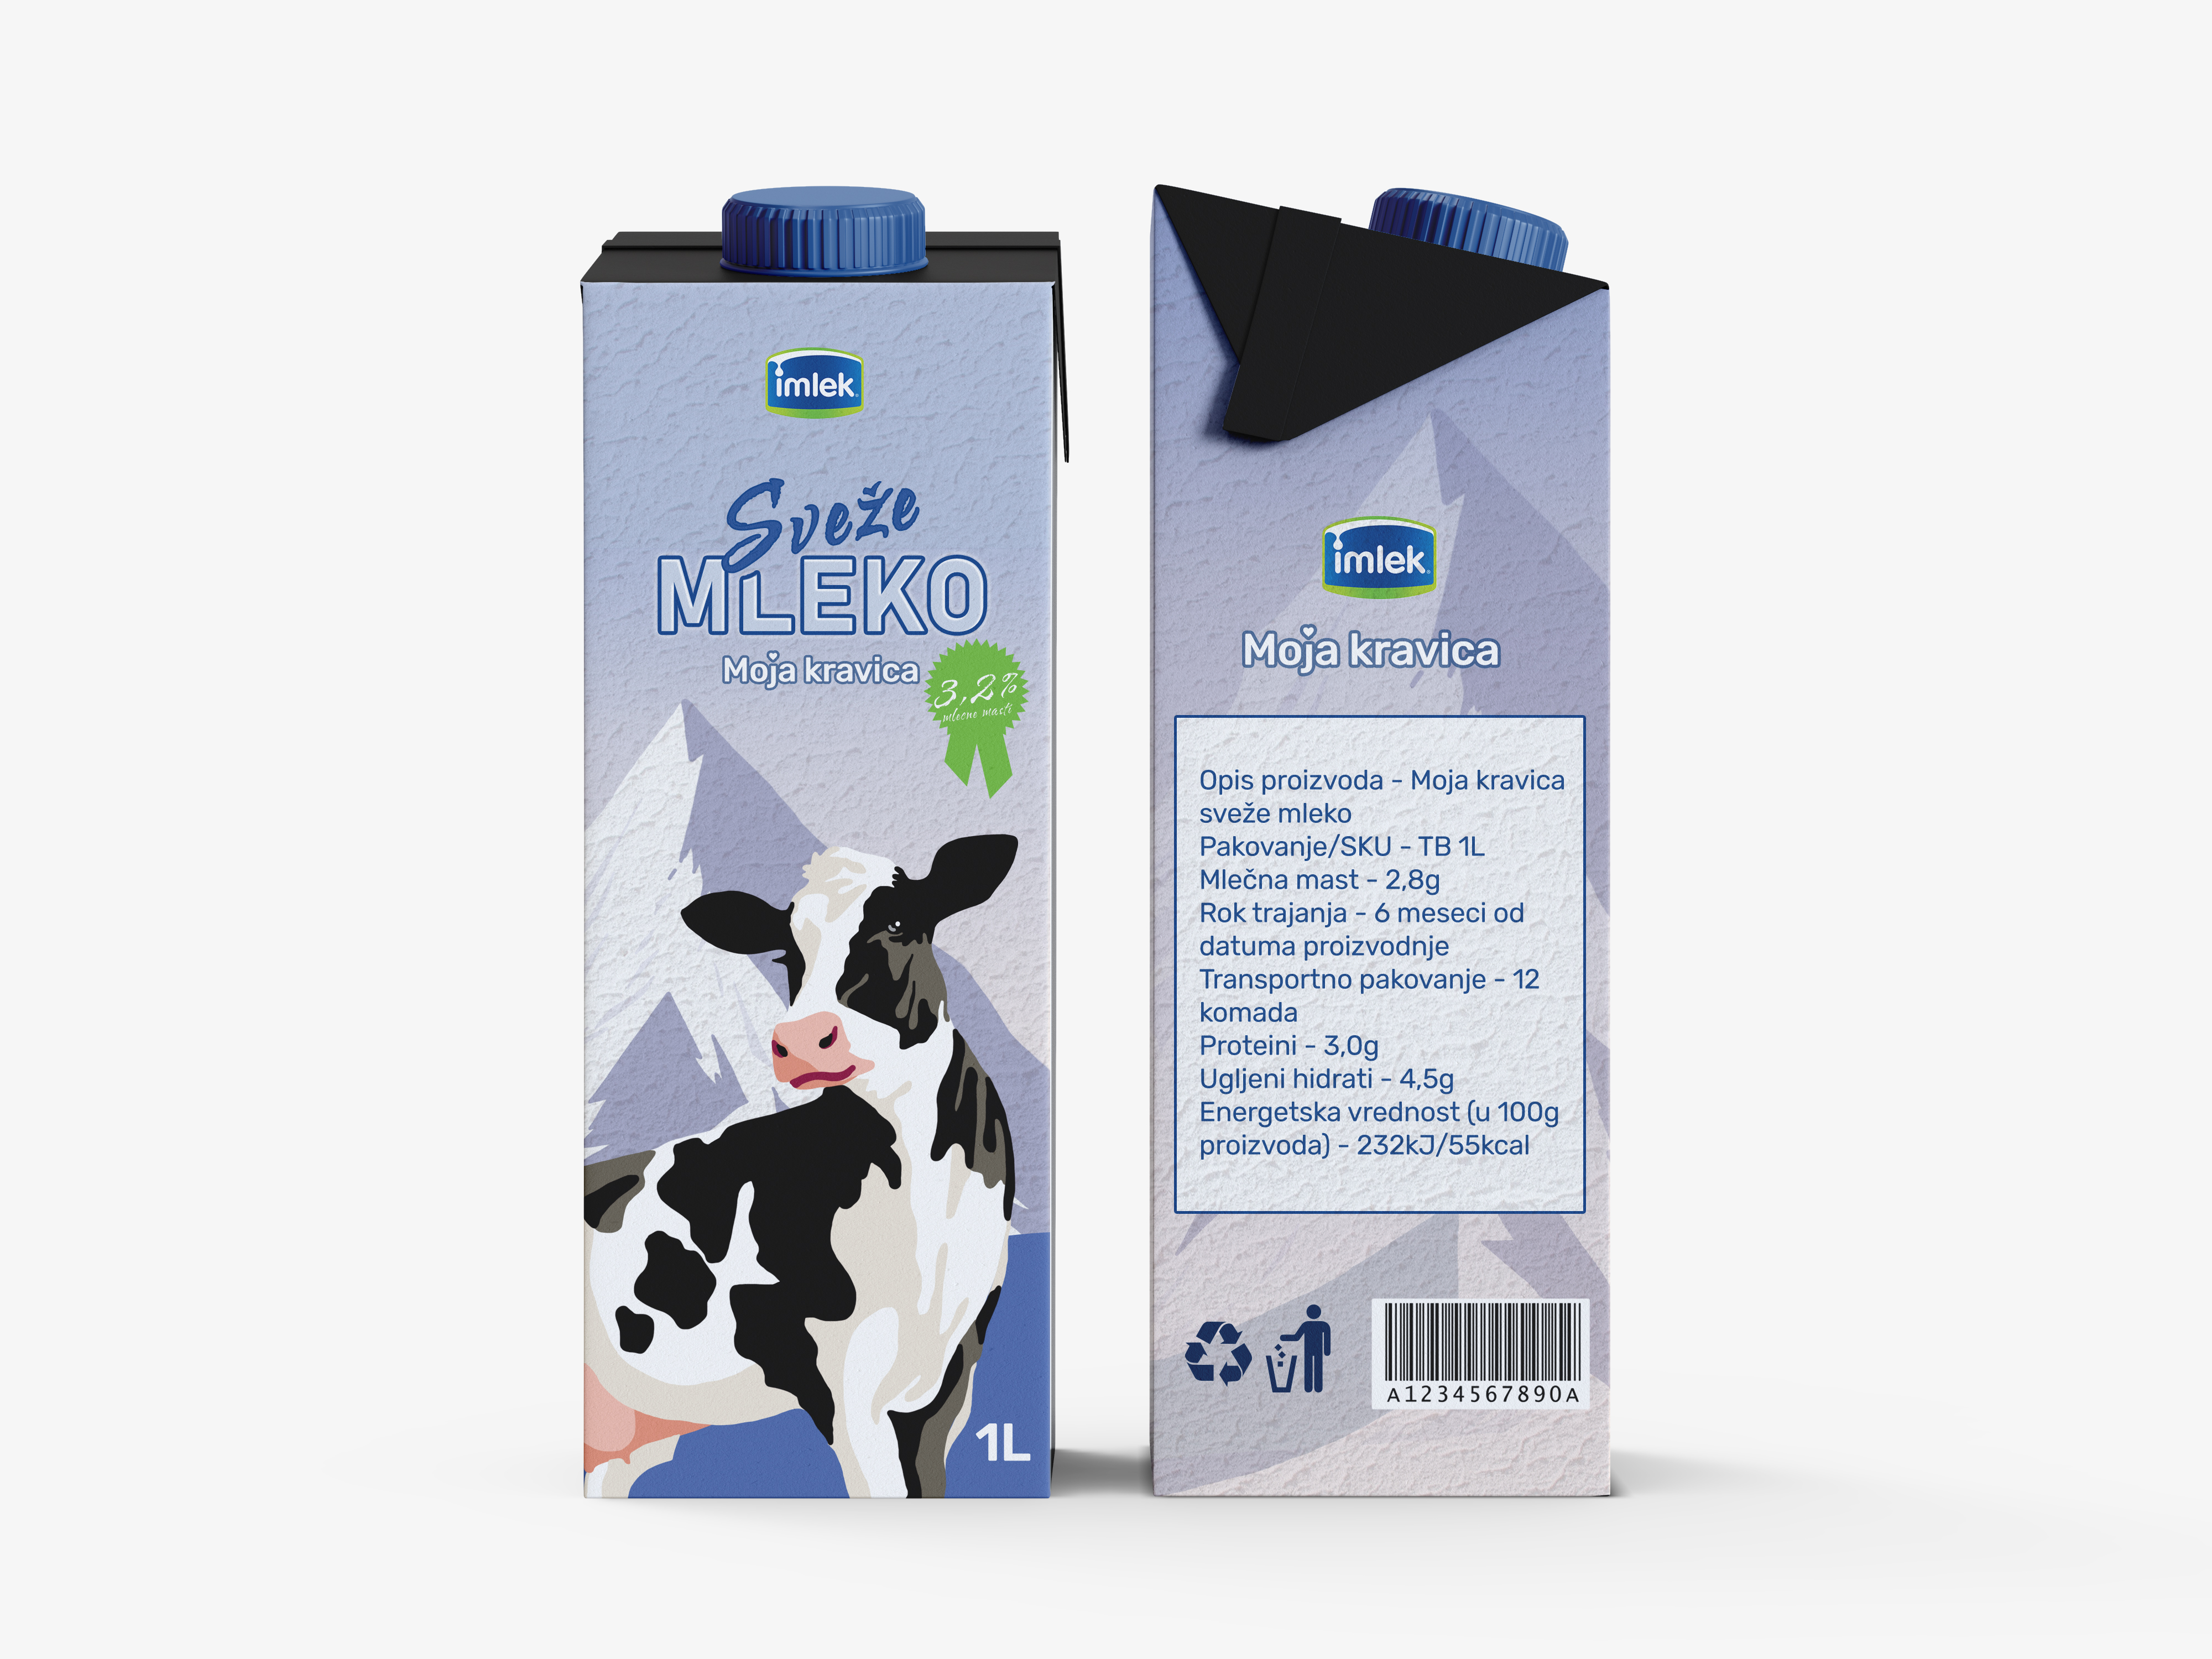 imlek
Sveže
MLEKO
Moja kravica
3,2%
mlecne masti
1L
imlek
Moja kravica
Opis proizvoda - Moja kravica
sveže mleko
Pakovanje/SKU - TB 1L
Mlečna mast - 2,8g
Rok trajanja - 6 meseci od
datuma proizvodnje
Transportno pakovanje - 12
komada
Proteini - 3,0g
Ugljeni hidrati - 4,5g
Energetska vrednost (u 100g
proizvoda) - 232kJ/55kcal
A1234567890A